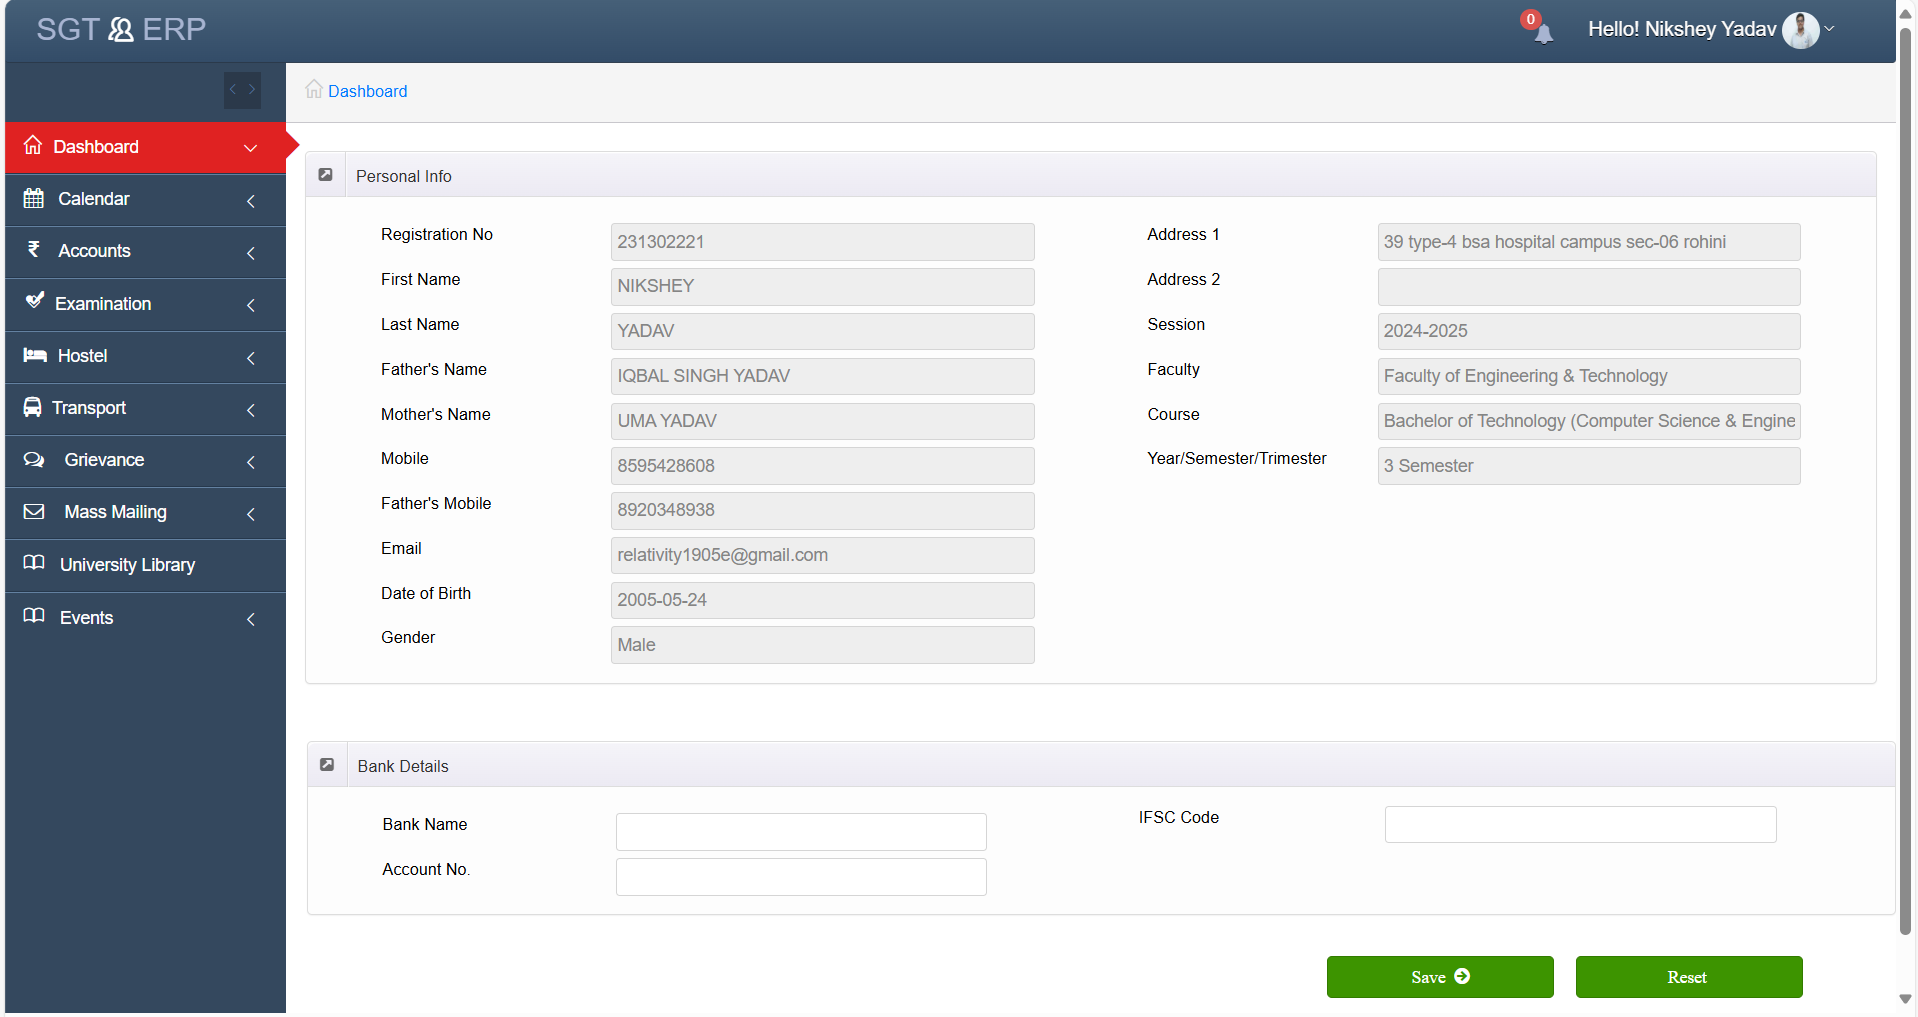 SGT ERP
0
Hello! Nikshey Yadav
Dashboard
Dashboard
Calendar
Accounts
Examination
Hostel
Transport
Grievance
Mass Mailing
University Library
Events
Personal Info
Registration No 231302221
First Name NIKSHEY
Last Name YADAV
Father's Name IQBAL SINGH YADAV
Mother's Name UMA YADAV
Mobile 8595428608
Father's Mobile 8920348938
Email relativity1905e@gmail.com
Date of Birth 2005-05-24
Gender Male
Address 1 39 type-4 bsa hospital campus sec-06 rohini
Address 2
Session 2024-2025
Faculty Faculty of Engineering & Technology
Course Bachelor of Technology (Computer Science & Engine
Year/Semester/Trimester 3 Semester
Bank Details
Bank Name
Account No.
IFSC Code
Save
Reset